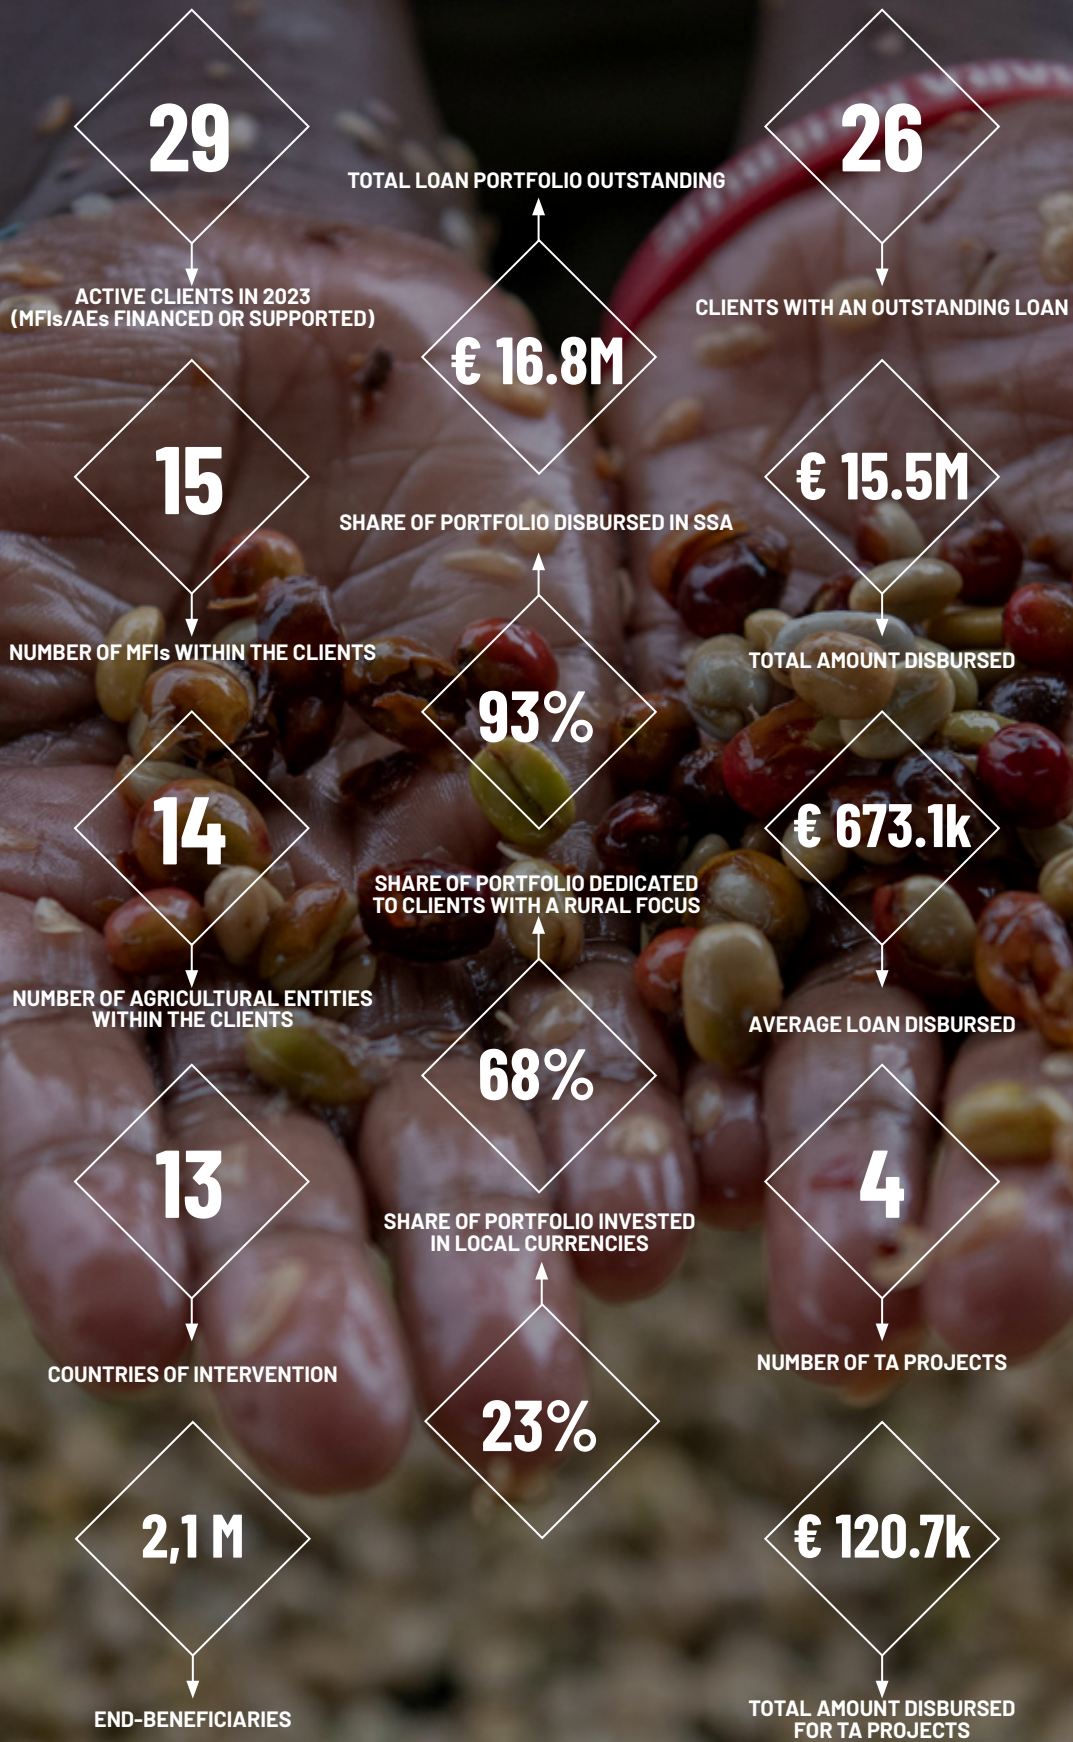 29
ACTIVE CLIENTS IN 2023
(MFIs/AEs FINANCED OR SUPPORTED)
15
NUMBER OF MFIs WITHIN THE CLIENTS
14
NUMBER OF AGRICULTURAL ENTITIES
WITHIN THE CLIENTS
13
COUNTRIES OF INTERVENTION
2,1 M
END-BENEFICIARIES
TOTAL LOAN PORTFOLIO OUTSTANDING
€ 16.8M
SHARE OF PORTFOLIO DISBURSED IN SSA
93%
SHARE OF PORTFOLIO DEDICATED
TO CLIENTS WITH A RURAL FOCUS
68%
SHARE OF PORTFOLIO INVESTED
IN LOCAL CURRENCIES
23%
26
CLIENTS WITH AN OUTSTANDING LOAN
€ 15.5M
TOTAL AMOUNT DISBURSED
€ 673.1k
AVERAGE LOAN DISBURSED
4
NUMBER OF TA PROJECTS
€ 120.7k
TOTAL AMOUNT DISBURSED
FOR TA PROJECTS